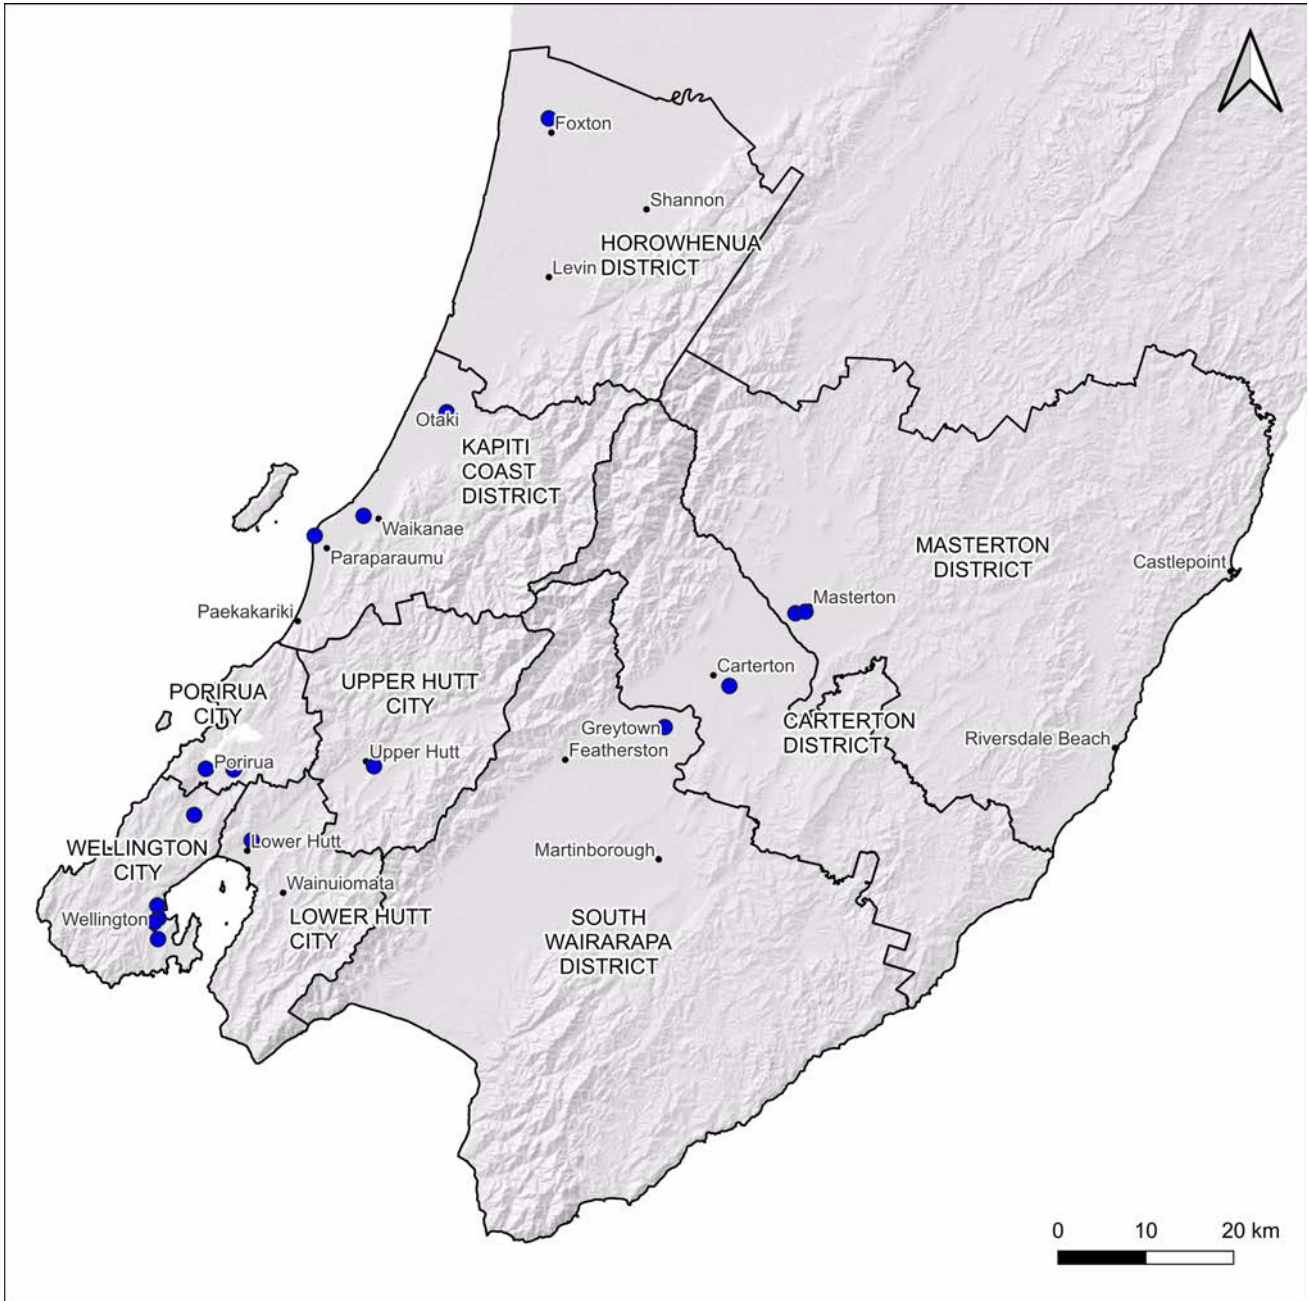 Foxton
Shannon
HOROWHENUA
DISTRICT
Levin
Otaki
KAPITI
COAST
DISTRICT
Waikanae
Paraparaumu
MASTERTON
DISTRICT
Castlepoint
Masterton
Paekakariki
Carterton
PORIRUA
CITY
UPPER HUTT
CITY
CARTERTON
DISTRICT
Greytown
Featherston
Riversdale Beach
Upper Hutt
Porirua
WELLINGTON
CITY
Lower Hutt
Martinborough
Wainuiomata
Wellington
LOWER HUTT
CITY
SOUTH
WAIRARAPA
DISTRICT
0 10 20 km